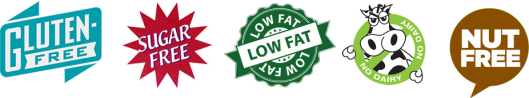 GLUTEN-
FREE
SUGAR
FREE
LOW FAT
LOW FAT
LOW FAT
NO DAIRY
NO DAIRY
NUT
FREE